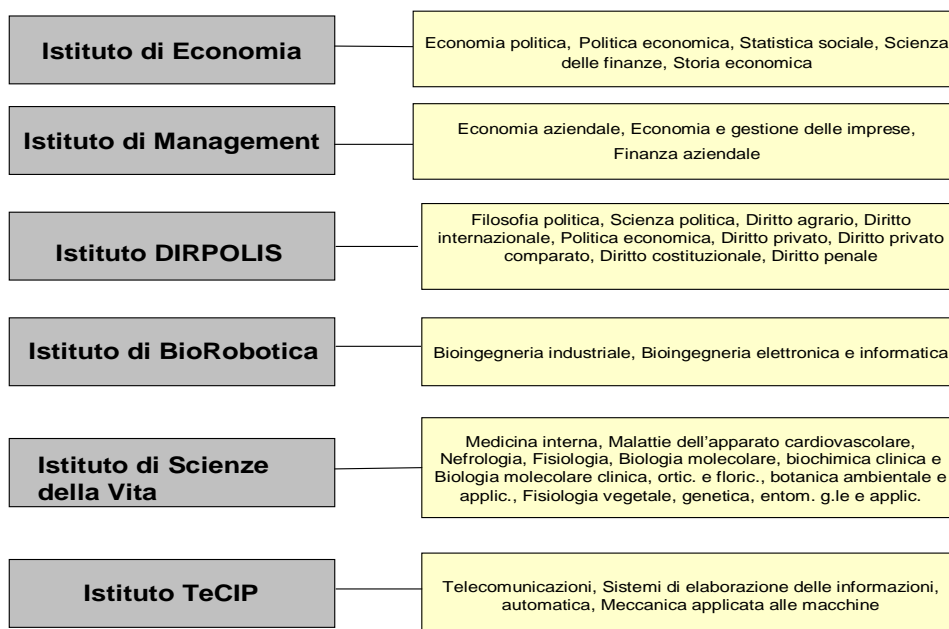 Istituto di Economia
Economia politica, Politica economica, Statistica sociale, Scienza
delle finanze, Storia economica
Istituto di Management
Economia aziendale, Economia e gestione delle imprese,
Finanza aziendale
Istituto DIRPOLIS
Filosofia politica, Scienza politica, Diritto agrario, Diritto
internazionale, Politica economica, Diritto privato, Diritto privato
comparato, Diritto costituzionale, Diritto penale
Istituto di BioRobotica
Bioingegneria industriale, Bioingegneria elettronica e informatica
Istituto di Scienze
della Vita
Medicina interna, Malattie dell'apparato cardiovascolare,
Nefrologia, Fisiologia, Biologia molecolare, biochimica clinica e
Biologia molecolare clinica, ortic. e floric., botanica ambientale e
applic., Fisiologia vegetale, genetica, entom. g.le e applic.
Istituto TeCIP
Telecomunicazioni, Sistemi di elaborazione delle informazioni,
automatica, Meccanica applicata alle macchine